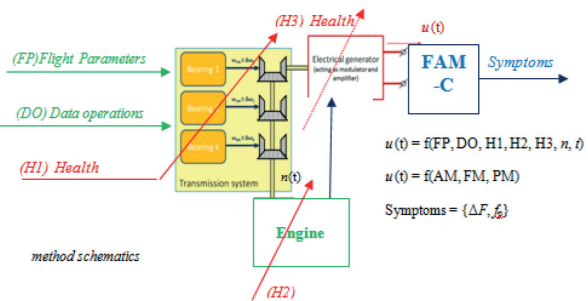 (H3) Health
u(t)
(FP)Flight Parameters
Bearing 1
Electrical generator
(acting as modulator and
amplifier)
FAM
-C
Symptoms
(DO) Data operations
Bearing
(H1) Health
Bearing k
n(t)
Transmission system
u(t) = f(FP, DO, H1, H2, H3, n, t)
u(t) = f(AM, FM, PM)
Symptoms = {ΔF, fp}
Engine
method schematics
(H2)